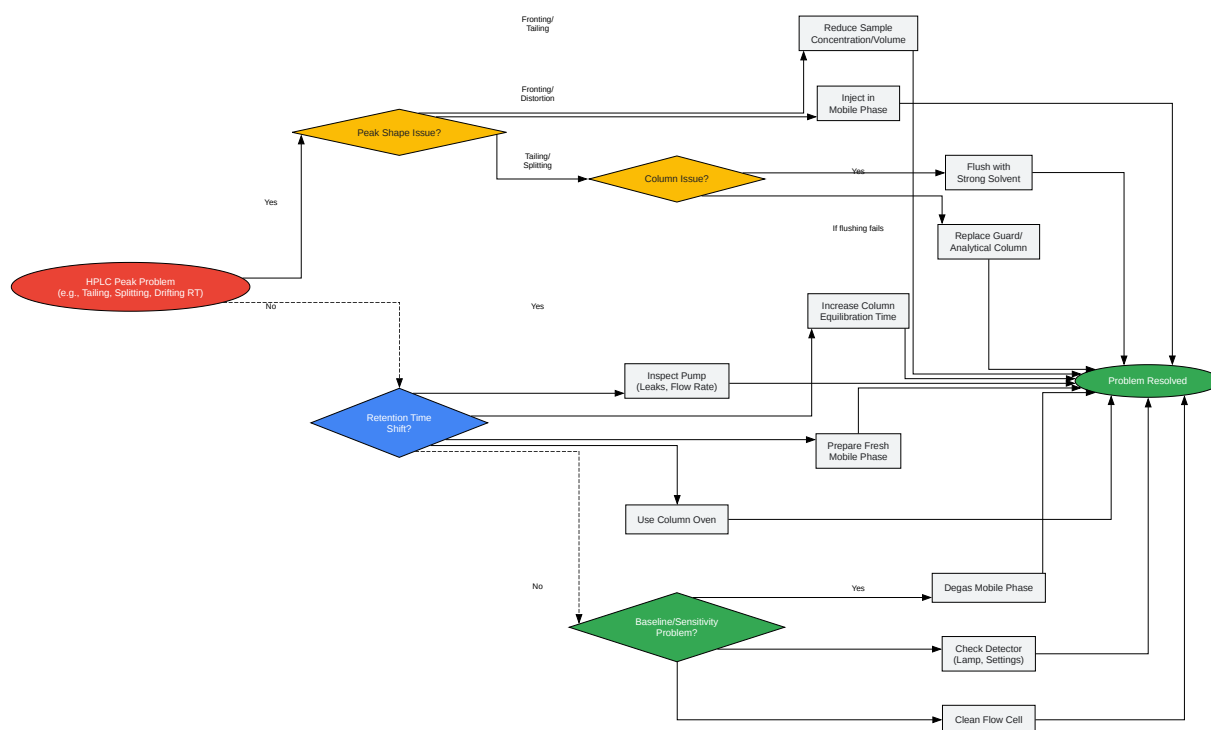 Fronting/
Tailing
Reduce Sample
Concentration/Volume
Fronting/
Distortion
Inject in
Mobile Phase
Peak Shape Issue?
Tailing/
Splitting
Column Issue?
Yes
Flush with
Strong Solvent
Yes
If flushing fails
Replace Guard/
Analytical Column
HPLC Peak Problem
(e.g., Tailing, Splitting, Drifting RT)
No
Yes
Increase Column
Equilibration Time
Inspect Pump
(Leaks, Flow Rate)
Problem Resolved
Retention Time
Shift?
Prepare Fresh
Mobile Phase
Use Column Oven
No
Yes
Degas Mobile Phase
Baseline/Sensitivity
Problem?
Check Detector
(Lamp, Settings)
Clean Flow Cell